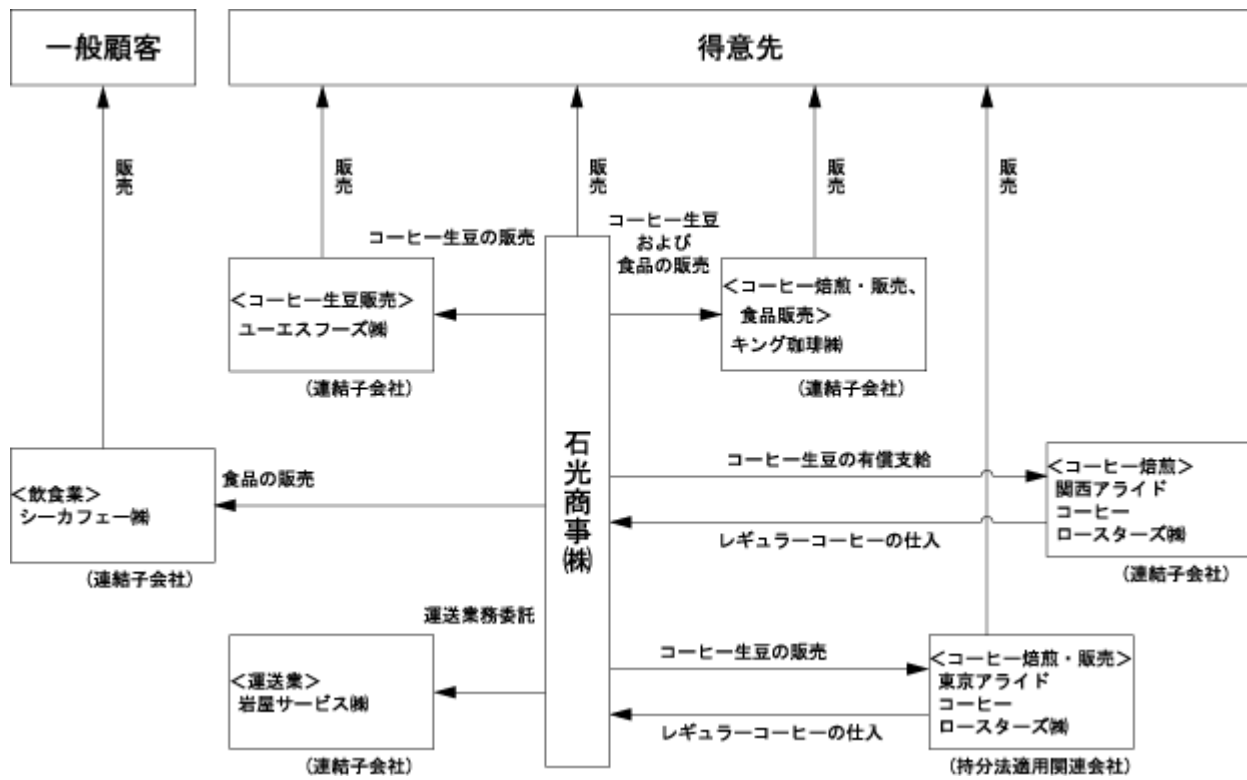 一般顧客
得意先
販売
販売
販売
販売
販売
コーヒー生豆の販売
コーヒー生豆
および
食品の販売
<コーヒー生豆販売>
ユーエスフーズ㈱
(連結子会社)
<コーヒー焙煎・販売、
食品販売>
キング珈琲㈱
(連結子会社)
石光商事㈱
食品の販売
<飲食業>
シーカフェー㈱
(連結子会社)
コーヒー生豆の有償支給
レギュラーコーヒーの仕入
<コーヒー焙煎>
関西アライド
コーヒー
ロースターズ㈱
(連結子会社)
運送業務委託
<運送業>
岩屋サービス㈱
(連結子会社)
コーヒー生豆の販売
レギュラーコーヒーの仕入
<コーヒー焙煎・販売>
東京アライド
コーヒー
ロースターズ㈱
(持分法適用関連会社)